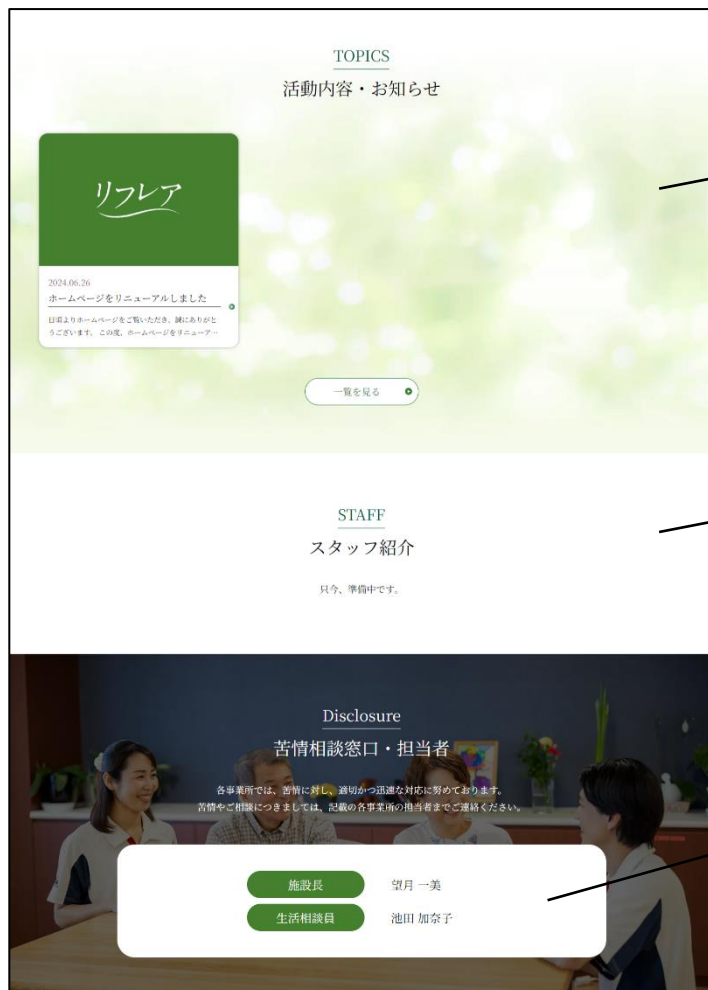 TOPICS
活動内容・お知らせ
リフレア
2024.06.26
ホームページをリニューアルしました
日頃よりホームページをご覧いただき、誠にありがと
うございます。 この度、ホームページをリニューア…
一覧を見る
STAFF
スタッフ紹介
只今、準備中です。
Disclosure
苦情相談窓口・担当者
各事業所では、苦情に対し、適切かつ迅速な対応に努めております。
苦情やご相談につきましては、記載の各事業所の担当者までご連絡ください。
施設長 望月 一美
生活相談員 池田 加奈子